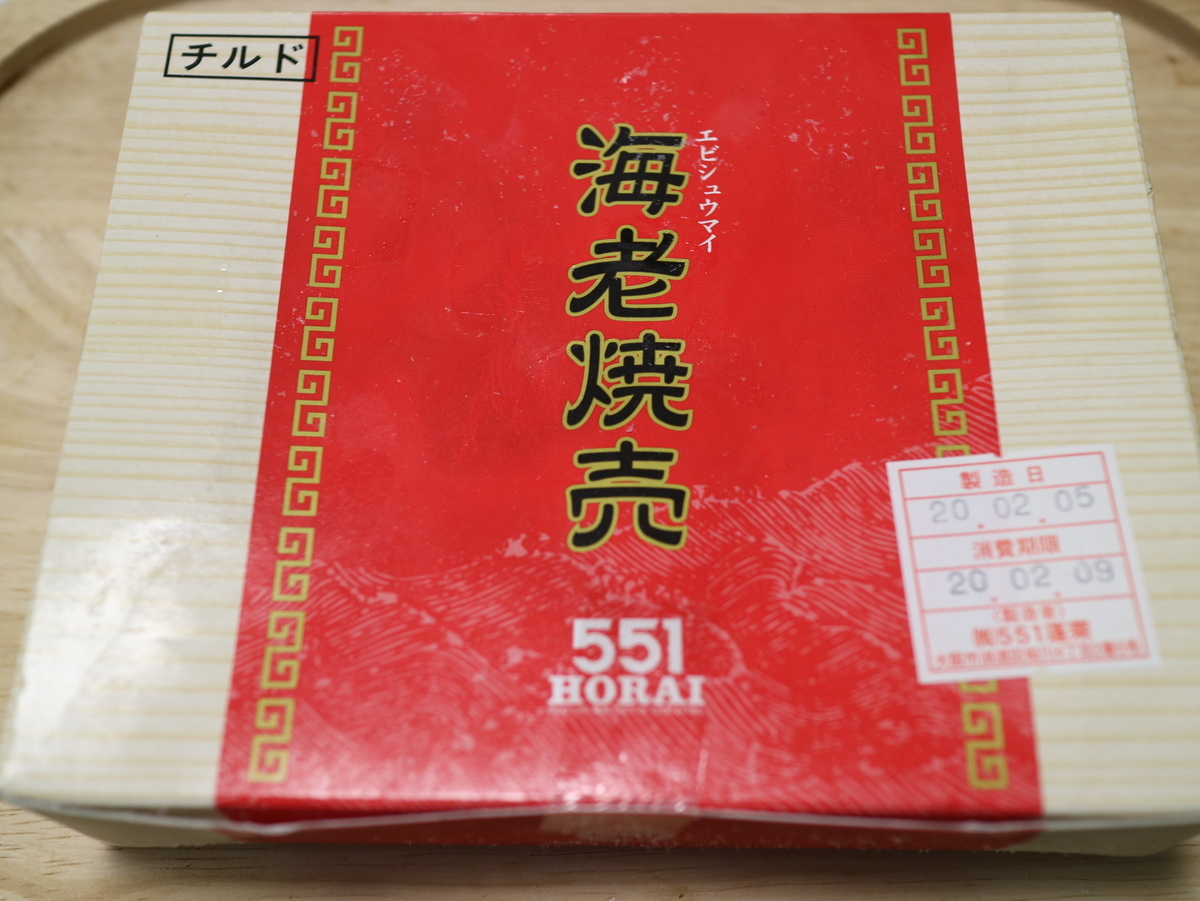 チルド
エビシュウマイ
海老焼売
551
HORAI
製造日
20.02.05
消費期限
20.02.09
(製造者)
㈱551蓬莱